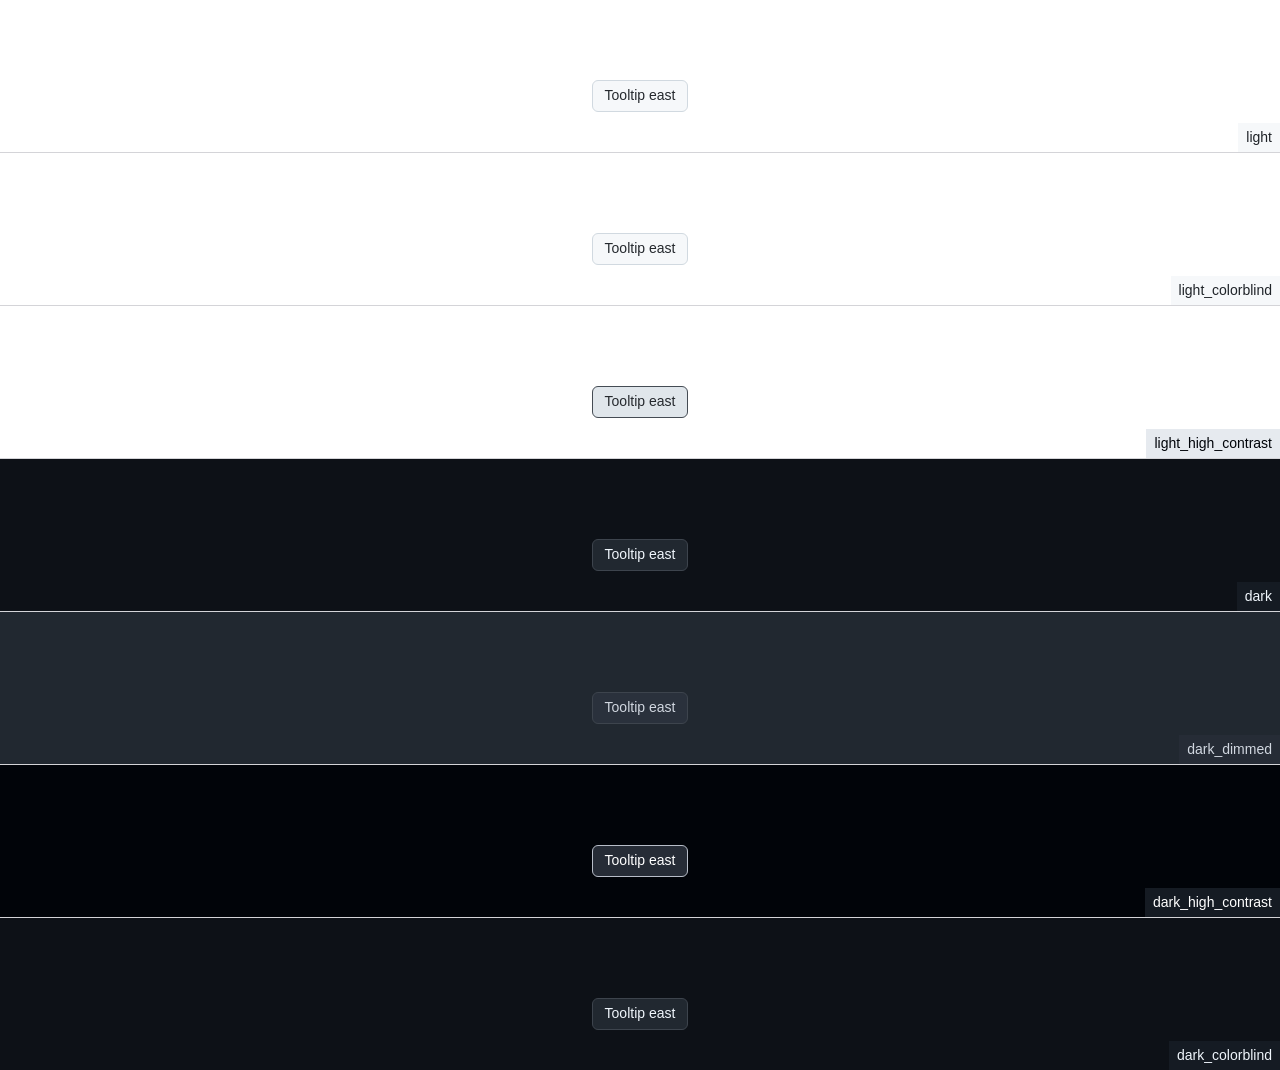 Tooltip east
light
Tooltip east
light_colorblind
Tooltip east
light_high_contrast
Tooltip east
dark
Tooltip east
dark_dimmed
Tooltip east
dark_high_contrast
Tooltip east
dark_colorblind